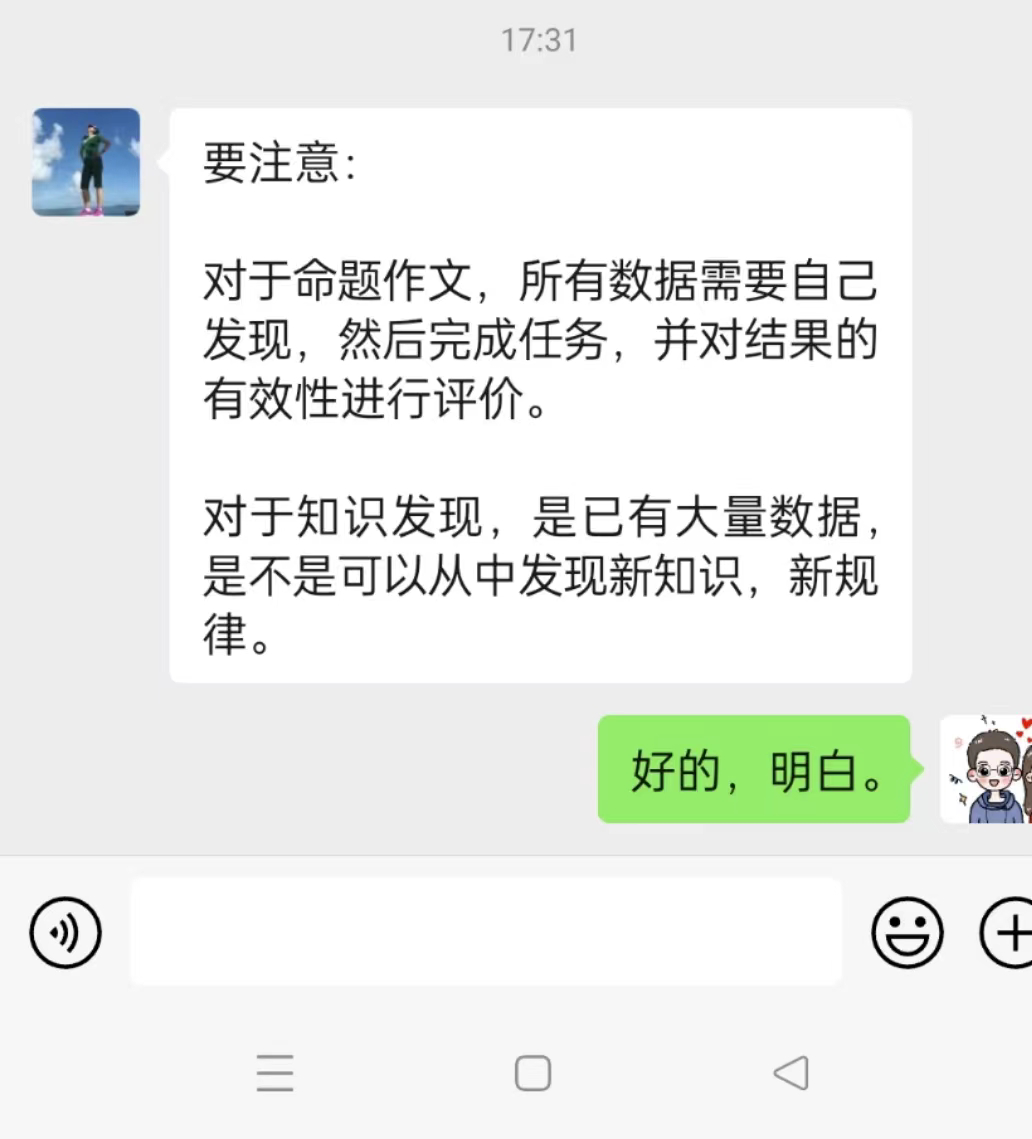 17:31
要注意：
对于命题作文，所有数据需要自己
发现，然后完成任务，并对结果的
有效性进行评价。
对于知识发现，是已有大量数据，
是不是可以从中发现新知识，新规
律。
好的，明白。